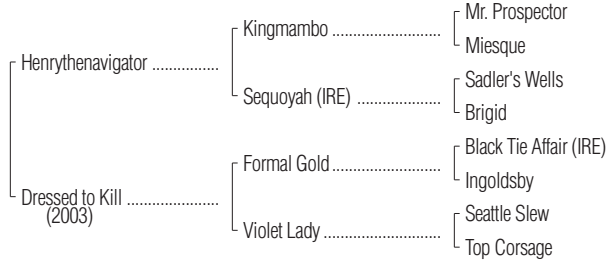 Mr. Prospector
Kingmambo ......................
Miesque
Henrythenavigator ................
Sadler's Wells
Sequoyah (IRE) .................
Brigid
Black Tie Affair (IRE)
Formal Gold......................
Ingoldsby
Dressed to Kill ......................
(2003)
Seattle Slew
Violet Lady ........................
Top Corsage